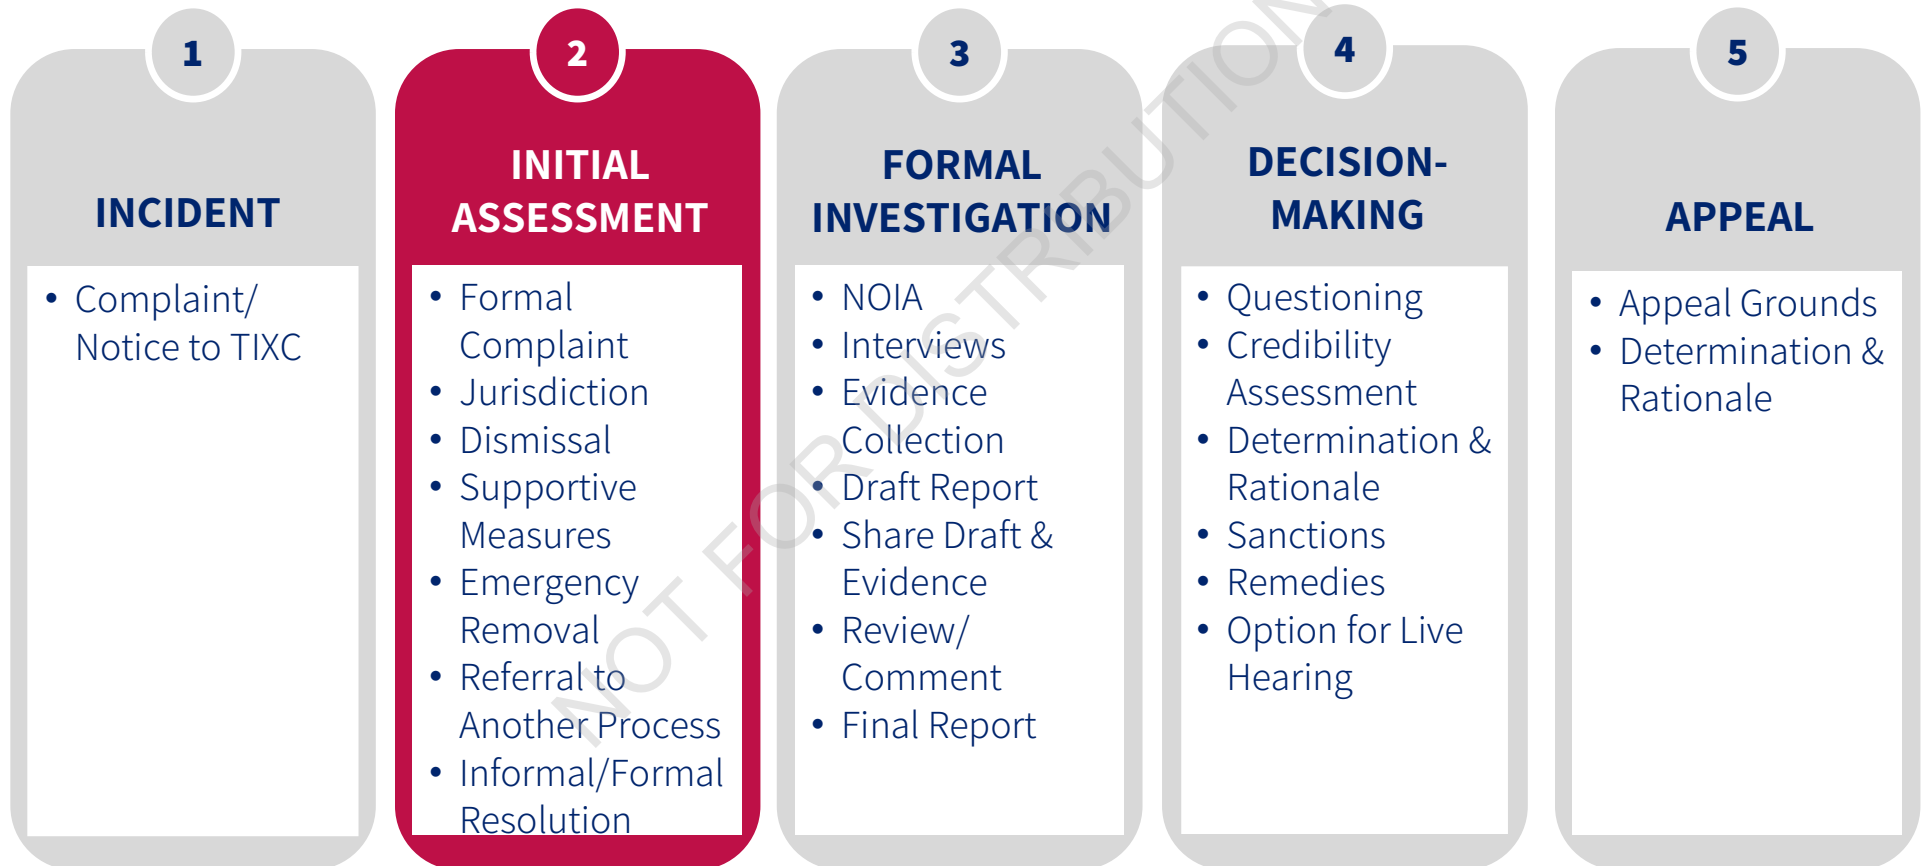 1
INCIDENT
• Complaint/
Notice to TIXC
2
INITIAL
ASSESSMENT
• Formal
Complaint
• Jurisdiction
• Dismissal
• Supportive
Measures
• Emergency
Removal
• Referral to
Another Process
• Informal/Formal
Resolution
3
FORMAL
INVESTIGATION
• NOIA
• Interviews
• Evidence
Collection
• Draft Report
• Share Draft &
Evidence
• Review/
Comment
• Final Report
4
DECISION-
MAKING
• Questioning
• Credibility
Assessment
• Determination &
Rationale
• Sanctions
• Remedies
• Option for Live
Hearing
5
APPEAL
• Appeal Grounds
• Determination &
Rationale
NOT FOR DISTRIBUTION